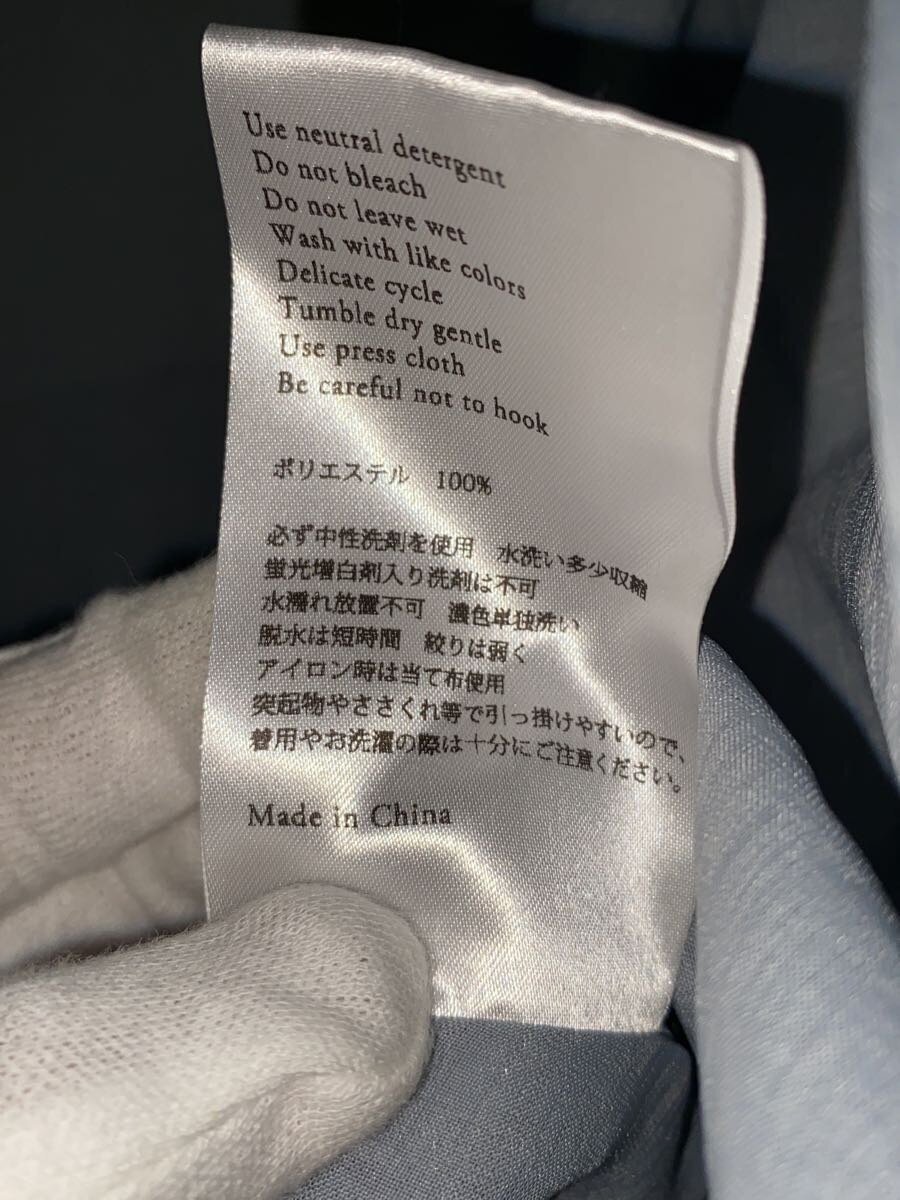 Use neutral detergent
Do not bleach
Do not leave wet
Wash with like colors
Delicate cycle
Tumble dry gentle
Use press cloth
Be careful not to hook
ポリエステル 100%
必ず中性洗剤を使用 水洗い多少収縮
蛍光増白剤入り洗剤は不可
水濡れ放置不可 濃色単独洗い
脱水は短時間 絞りは弱く
アイロン時は当て布使用
突起物やささくれ等で引っ掛けやすいので、
着用やお洗濯の際は十分にご注意ください。
Made in China